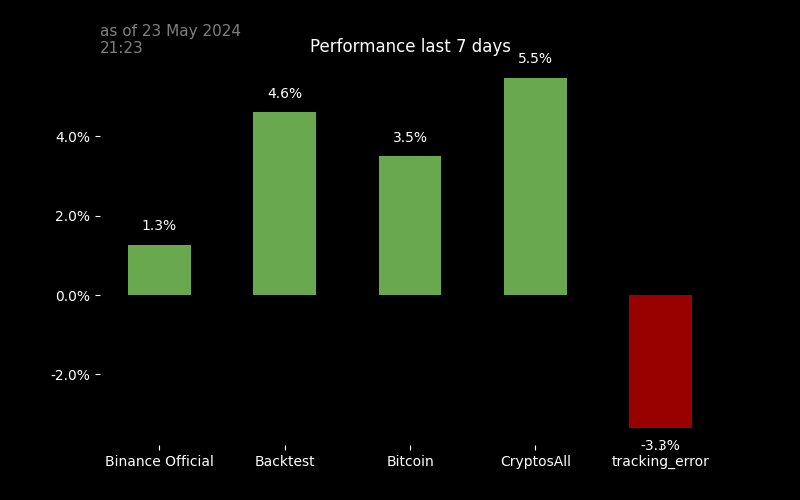 as of 23 May 2024
21:23
Performance last 7 days
5.5%
4.6%
3.5%
1.3%
4.0%
2.0%
0.0%
-2.0%
-3.3%
Binance Official
Backtest
Bitcoin
CryptosAll
tracking_error